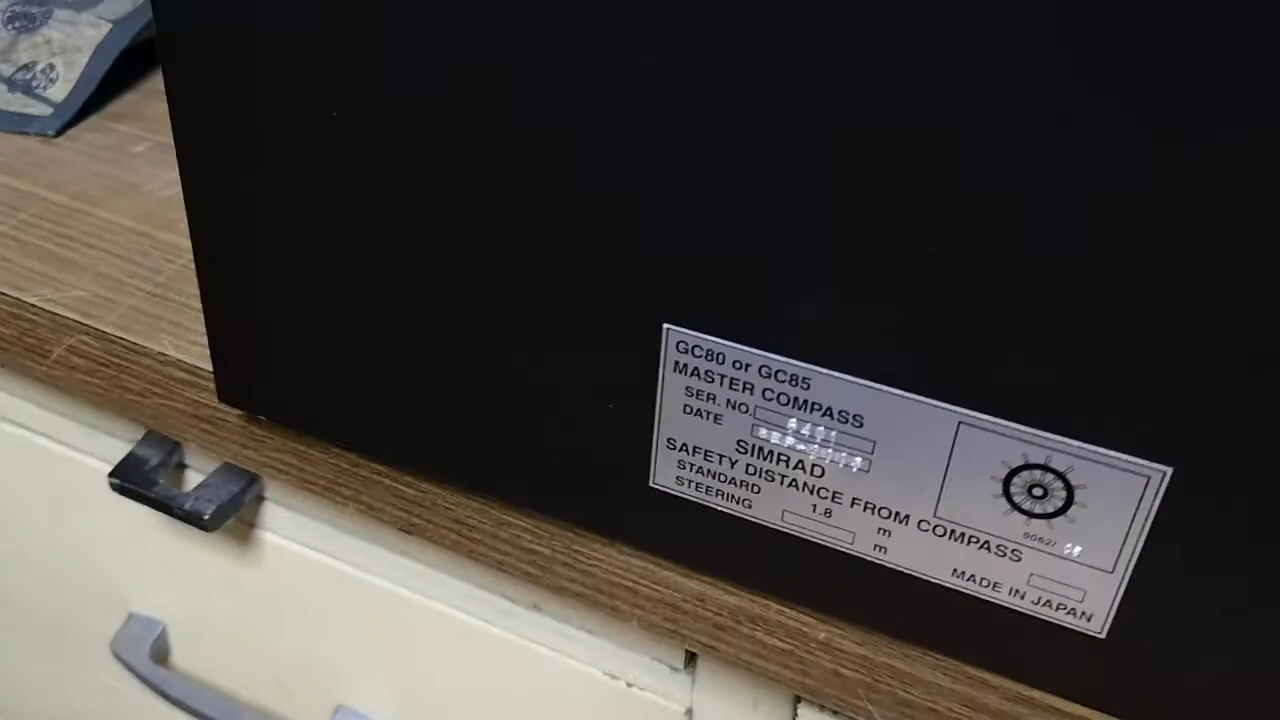 GC80 or GC85
MASTER COMPASS
SER. NO.
DATE
SIMRAD
SAFETY DISTANCE FROM COMPASS
STANDARD 1.8 m
STEERING m
MADE IN JAPAN